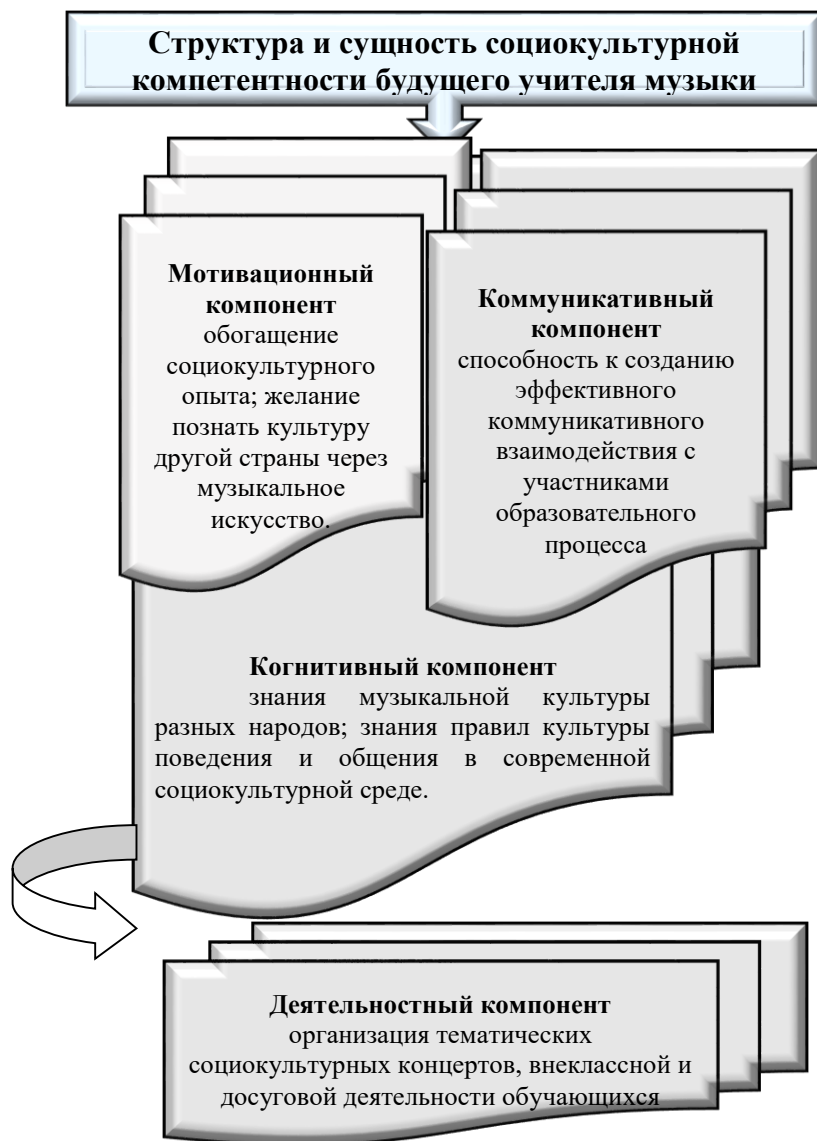 Структура и сущность социокультурной
компетентности будущего учителя музыки
Мотивационный
компонент
обогащение
социокультурного
опыта; желание
познать культуру
другой страны через
музыкальное
искусство.
Коммуникативный
компонент
способность к созданию
эффективного
коммуникативного
взаимодействия с
участниками
образовательного
процесса
Когнитивный компонент
знания музыкальной культуры
разных народов; знания правил культуры
поведения и общения в современной
социокультурной среде.
Деятельностный компонент
организация тематических
социокультурных концертов, внеклассной и
досуговой деятельности обучающихся